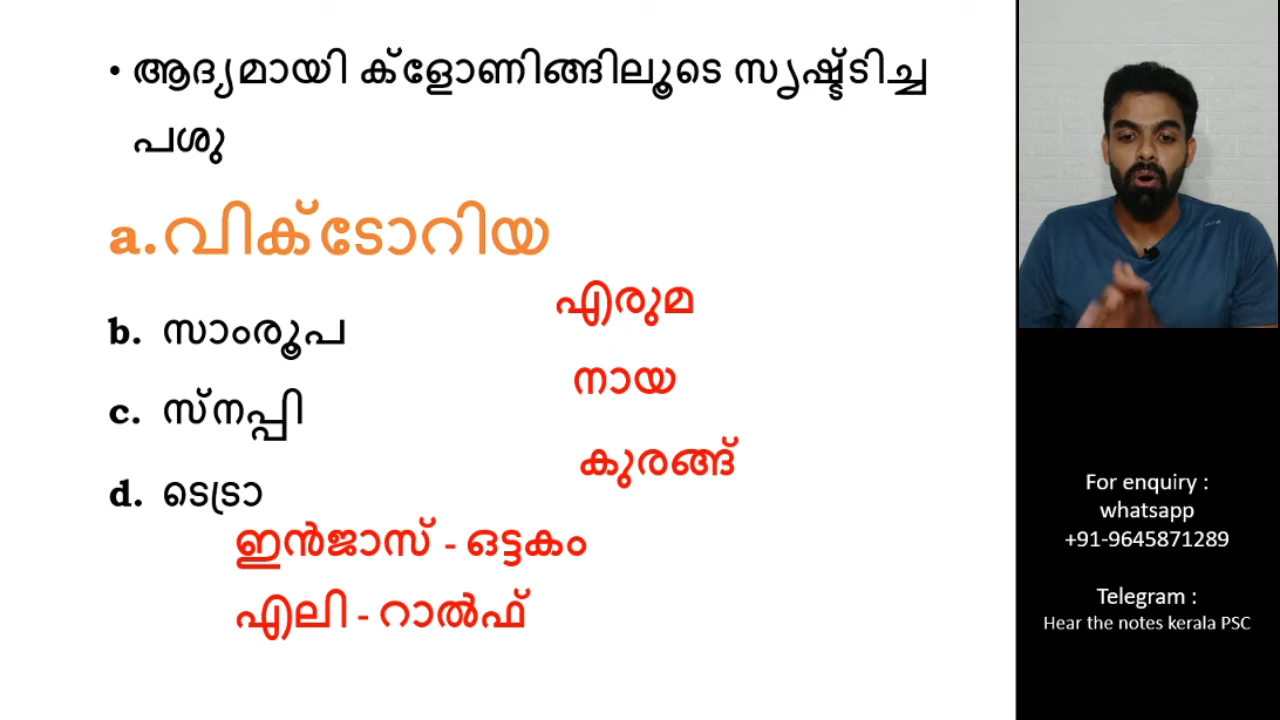 • ആദ്യമായി ക്ളോണിങ്ങിലൂടെ സൃഷ്ട്ടിച്ച
പശു
a.വിക്ടോറിയ
എരുമ
b. സാംരൂപ
നായ
c. സ്നപ്പി
കുരങ്ങ്
d. ടെട്രാ
ഇൻജാസ് - ഒട്ടകം
എലി - റാൽഫ്
For enquiry :
whatsapp
+91-9645871289
Telegram :
Hear the notes kerala PSC